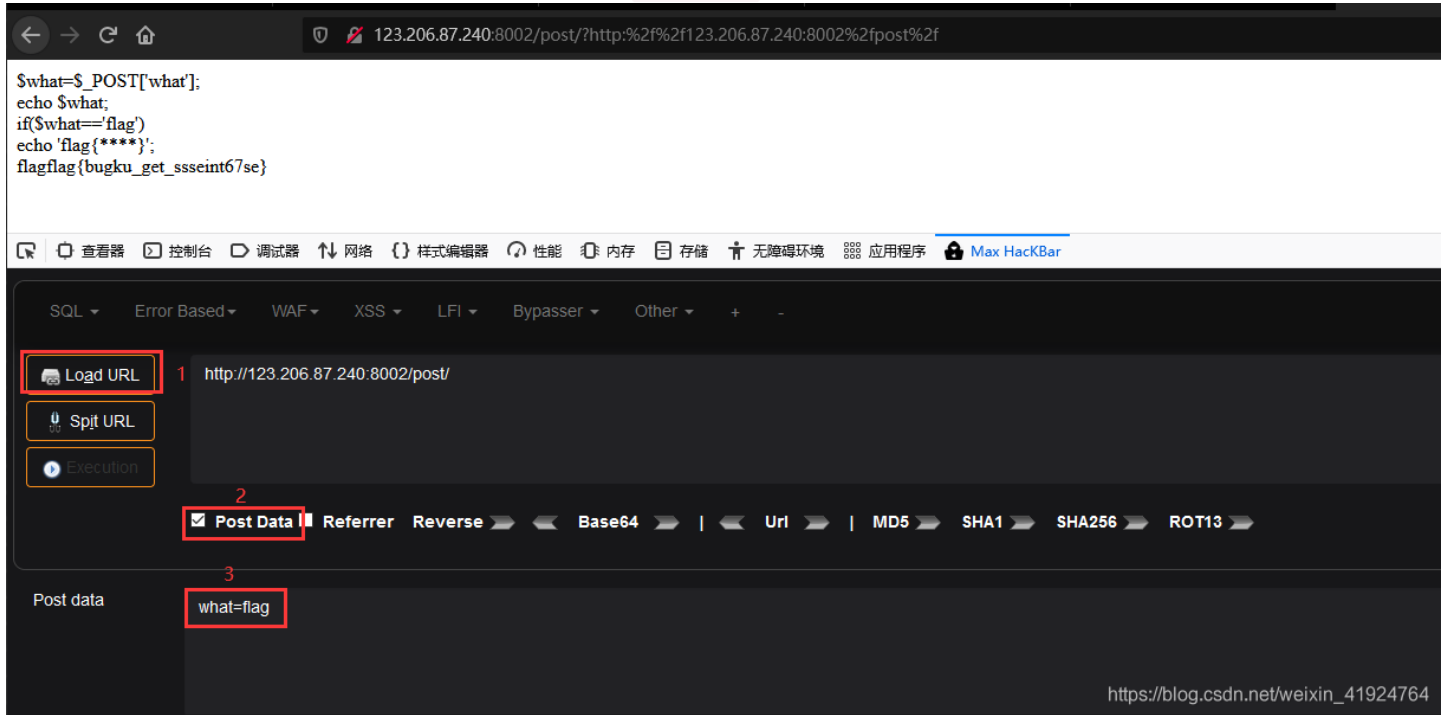 123.206.87.240:8002/post/?http:%2f%2f123.206.87.240:8002%2fpost%2f
$what=$_POST['what'];
echo $what;
if($what=='flag')
echo 'flag{****}';
flagflag{bugku_get_ssseint67se}
查看器 控制台 调试器 网络 {} 样式编辑器 性能 内存 存储 无障碍环境 应用程序 Max HacKBar
SQL Error Based WAF XSS LFI Bypasser Other + -
Load URL 1 http://123.206.87.240:8002/post/
Spit URL
Execution
2
Post Data Referrer Reverse Base64 | Url | MD5 SHA1 SHA256 ROT13
3
Post data what=flag
https://blog.csdn.net/weixin_41924764